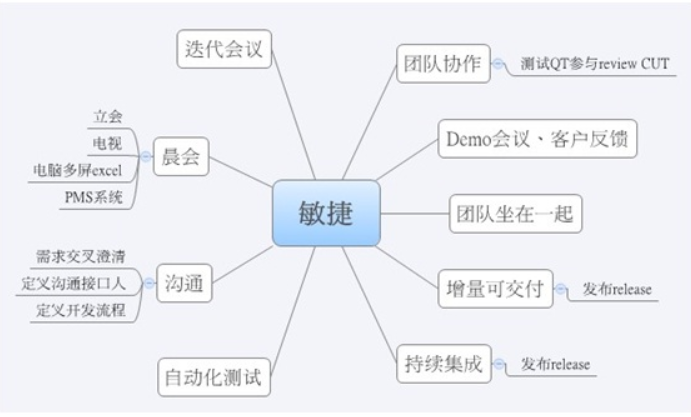 迭代会议
团队协作
测试QT参与review CUT
立会
电视
电脑多屏excel
PMS系统
晨会
Demo会议、客户反馈
敏捷
团队坐在一起
需求交叉澄清
定义沟通接口人
定义开发流程
沟通
增量可交付
发布release
自动化测试
持续集成
发布release